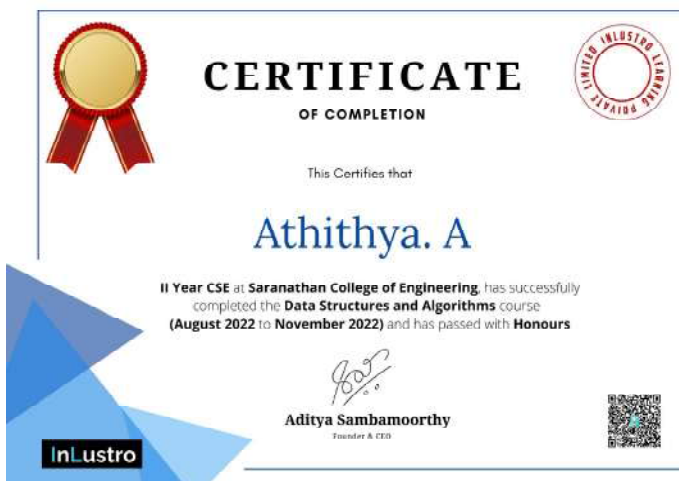 CERTIFICATE
INLUSTRO LEARNING PRIVATE LIMITED
OF COMPLETION
This Certifies that
Athithya. A
II Year CSE at Saranathan College of Engineering, has successfully
completed the Data Structures and Algorithms course
(August 2022 to November 2022) and has passed with Honours
Aditya Sambamoorthy
Founder & CEO
InLustro